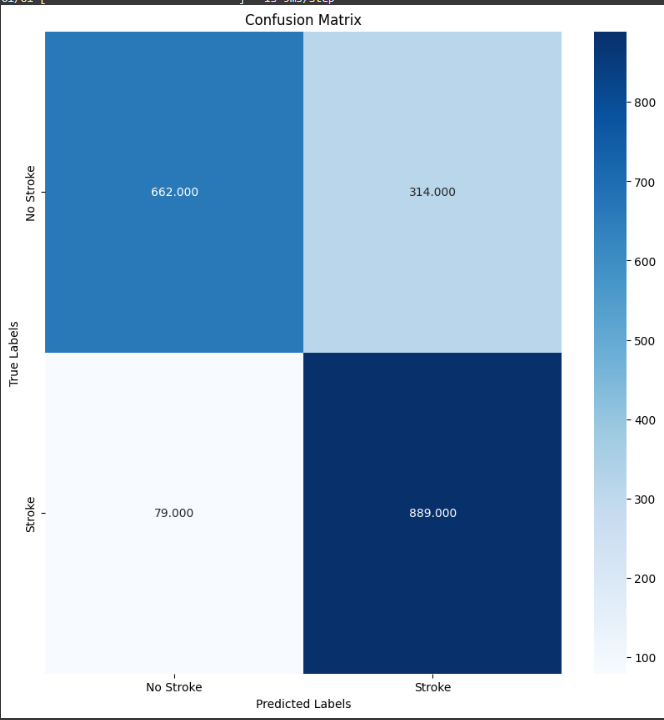 Confusion Matrix
800
700
600
500
400
300
200
100
No Stroke
662.000
314.000
True Labels
Stroke
79.000
889.000
No Stroke
Stroke
Predicted Labels